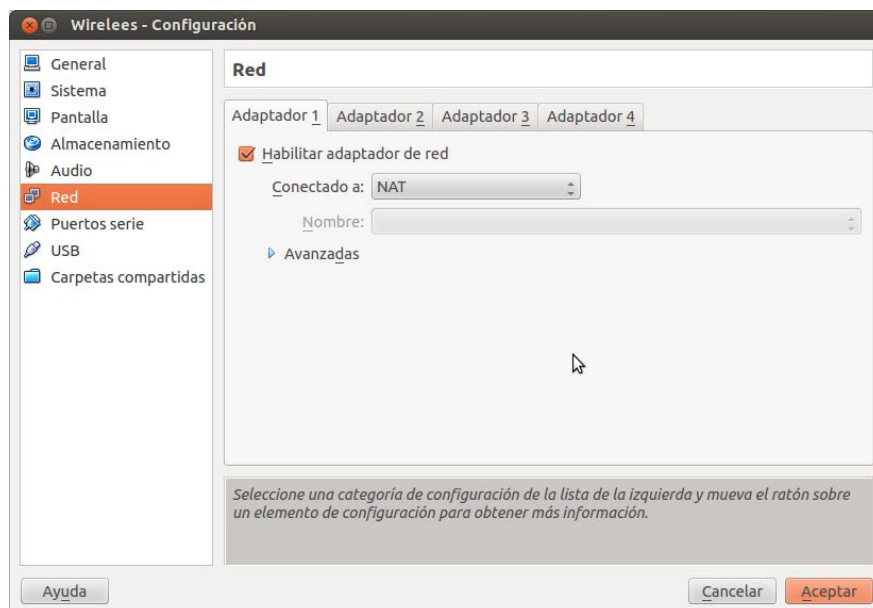 Wirelees - Configuración
General
Sistema
Pantalla
Almacenamiento
Audio
Red
Puertos serie
USB
Carpetas compartidas
Red
Adaptador 1 Adaptador 2 Adaptador 3 Adaptador 4
Habilitar adaptador de red
Conectado a: NAT
Nombre:
Avanzadas
Seleccione una categoría de configuración de la lista de la izquierda y mueva el ratón sobre
un elemento de configuración para obtener más información.
Ayuda Cancelar Aceptar